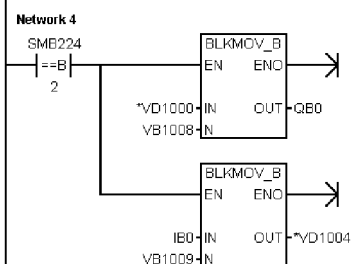 Network 4
SMB224
==B
2
BLKMOV_B
EN ENO
*VD1000 IN OUT QB0
VB1008 N
BLKMOV_B
EN ENO
IB0 IN OUT *VD1004
VB1009 N